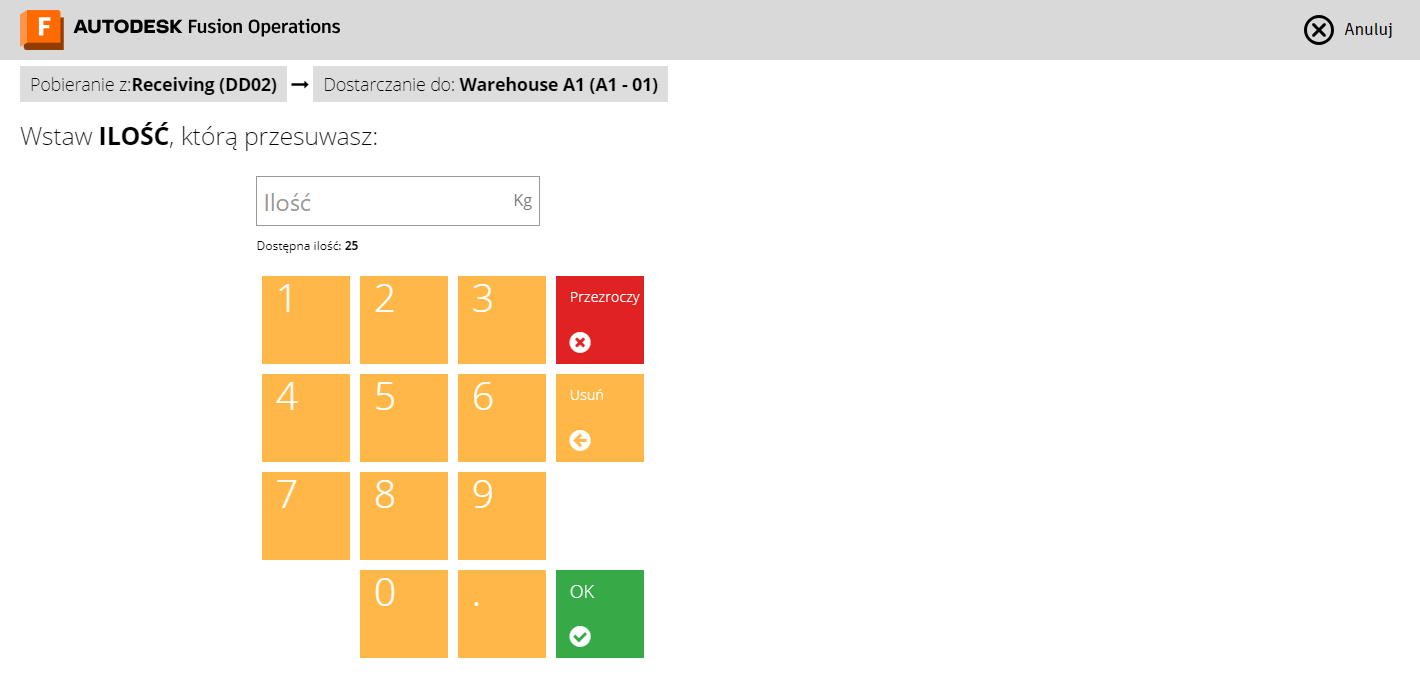 F AUTODESK Fusion Operations
Anuluj
Pobieranie z:Receiving (DD02) → Dostarczanie do: Warehouse A1 (A1 - 01)
Wstaw ILOŚĆ, którą przesuwasz:
Ilość Kg
Dostępna ilość: 25
1 2 3 Przezroczy
4 5 6 Usuń
7 8 9
0 . OK